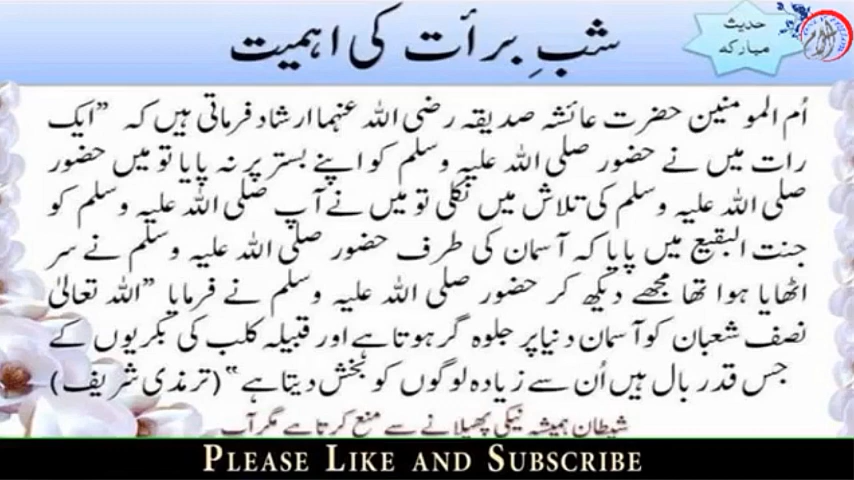 شبِ برأت کی اہمیت
حدیث
مبارکہ
اُم المومنین حضرت عائشہ صدیقہ رضی اللہ عنہما ارشاد فرماتی ہیں کہ ”ایک
رات میں نے حضور صلی اللہ علیہ وسلم کو اپنے بستر پر نہ پایا تو میں حضور
صلی اللہ علیہ وسلم کی تلاش میں نکلی تو میں نے آپ صلی اللہ علیہ وسلم کو
جنت البقیع میں پایا کہ آسمان کی طرف حضور صلی اللہ علیہ وسلم نے سر
اٹھایا ہوا تھا مجھے دیکھ کر حضور صلی اللہ علیہ وسلم نے فرمایا ”اللہ تعالیٰ
نصف شعبان کو آسمان دنیا پر جلوہ گر ہوتا ہے اور قبیلہ کلب کی بکریوں کے
جس قدر بال ہیں اُن سے زیادہ لوگوں کو بخش دیتا ہے“ (ترمذی شریف)
شیطان ہمیشہ نیکی پھیلانے سے منع کرتا ہے مگر آپ
PLEASE LIKE AND SUBSCRIBE